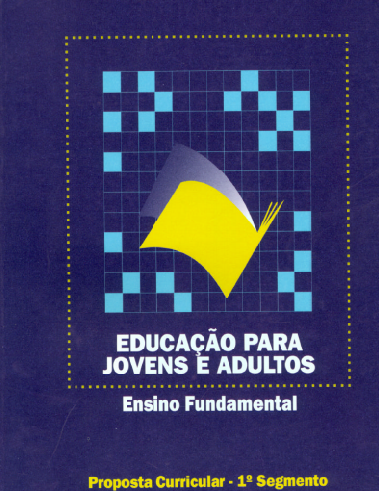 EDUCAÇÃO PARA
JOVENS E ADULTOS
Ensino Fundamental
Proposta Curricular - 1º Segmento